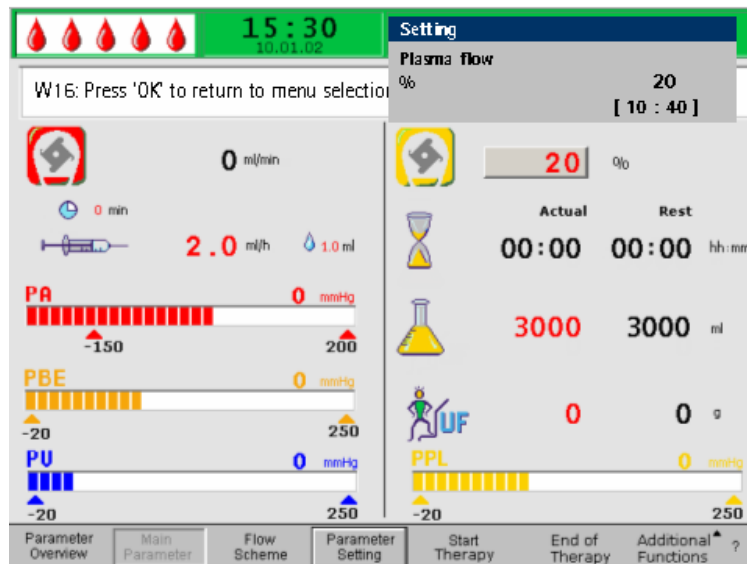 15:30
10.01.02
Setting
Plasma flow
% 20
[ 10 : 40 ]
W16: Press 'OK' to return to menu selection
0 ml/min
20 %
0 min
Actual Rest
2.0 ml/h 1.0 ml
00:00 00:00 hh:mm
PA 0 mmHg
-150 200
3000 3000 ml
PBE 0 mmHg
-20 250
UF 0 0 g
PV 0 mmHg
-20 250
PPL 0 mmHg
-20 250
Parameter Overview
Main Parameter
Flow Scheme
Parameter Setting
Start Therapy
End of Therapy
Additional Functions
?